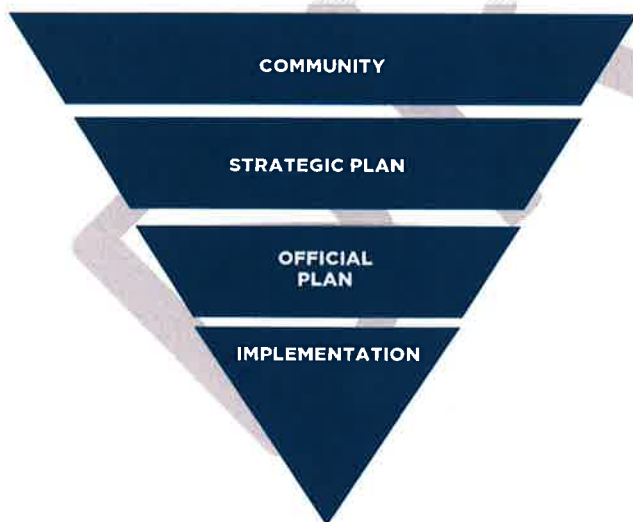 COMMUNITY
STRATEGIC PLAN
OFFICIAL
PLAN
IMPLEMENTATION